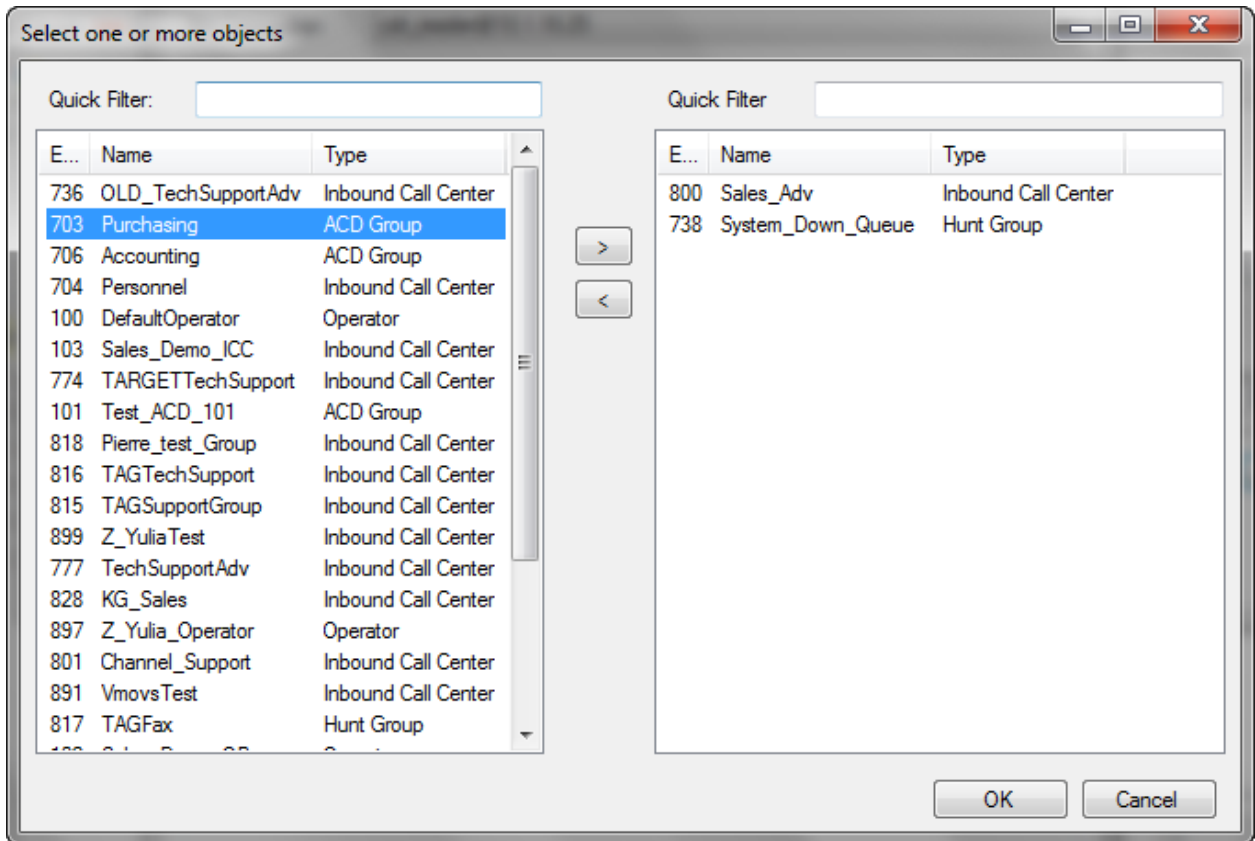 Select one or more objects
Quick Filter:
Quick Filter
E... Name Type
736 OLD_TechSupportAdv Inbound Call Center
703 Purchasing ACD Group
706 Accounting ACD Group
704 Personnel Inbound Call Center
100 DefaultOperator Operator
103 Sales_Demo_ICC Inbound Call Center
774 TARGETTechSupport Inbound Call Center
101 Test_ACD_101 ACD Group
818 Pierre_test_Group Inbound Call Center
816 TAGTechSupport Inbound Call Center
815 TAGSupportGroup Inbound Call Center
899 Z_YuliaTest Inbound Call Center
777 TechSupportAdv Inbound Call Center
828 KG_Sales Inbound Call Center
897 Z_Yulia_Operator Operator
801 Channel_Support Inbound Call Center
891 VmovsTest Inbound Call Center
817 TAGFax Hunt Group
>
<
E... Name Type
800 Sales_Adv Inbound Call Center
738 System_Down_Queue Hunt Group
OK
Cancel